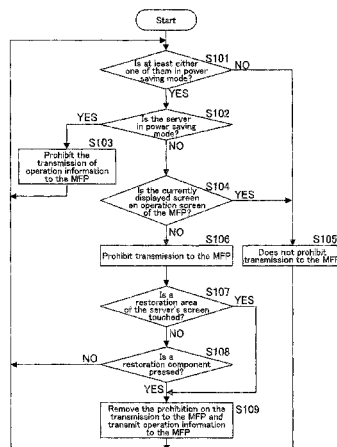 Start
S101
Is at least either
one of them in power
saving mode?
NO
YES
S102
Is the server
in power saving
mode?
YES
NO
S103
Prohibit the
transmission of
operation information
to the MFP
S104
Is the currently
displayed screen
an operation screen
of the MFP?
YES
NO
S105
Does not prohibit
transmission to the MFP
S106
Prohibit transmission to the MFP
S107
Is a
restoration area
of the server's screen
touched?
YES
NO
S108
Is a
restoration component
pressed?
NO
YES
S109
Remove the prohibition on the
transmission to the MFP and
transmit operation information
to the MFP